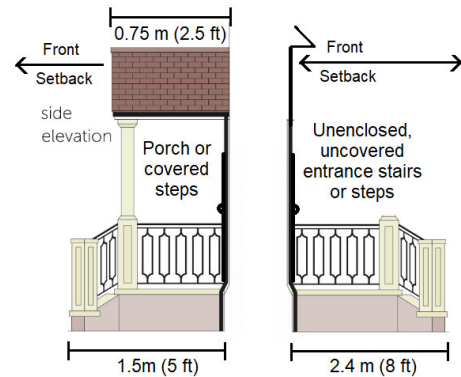 0.75 m (2.5 ft)
Front
Setback
side
elevation
Porch or
covered
steps
1.5m (5 ft)
Front
Setback
Unenclosed,
uncovered
entrance stairs
or steps
2.4 m (8 ft)